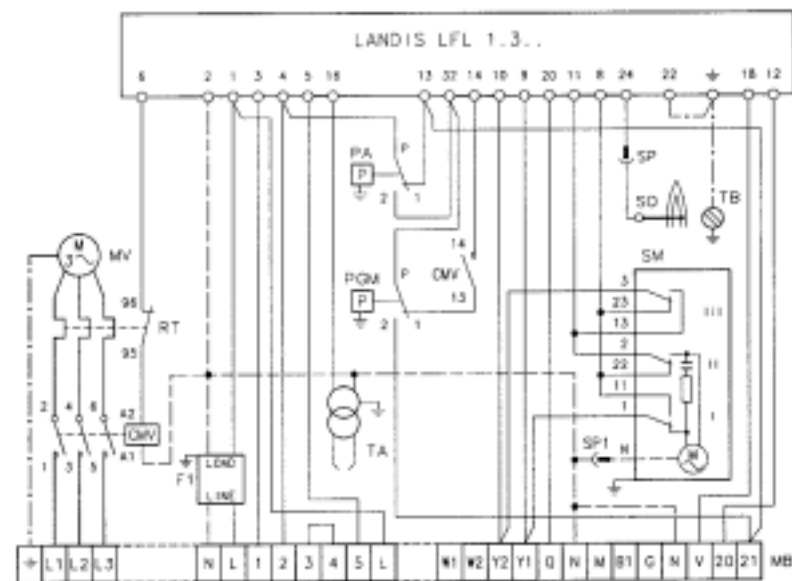 LANDIS LFL 1.3..
6 2 1 3 4 5 16 13 32 14 10 9 20 11 8 24 22 18 12
PA P P 2 1
SP
SO TB
M 3 MV
14 SM
PGM P P CMV 13 2 1
3
23 III
13
2
22 II
11
1 I
96
RT
95
2 4 6 A2
CMV
1 3 5 A1
F1 LOAD
LINE
TA
SP1 N M
L1 L2 L3 N L 1 2 3 4 5 L W1 W2 Y2 Y1 Q N M B1 G N V 20 21 MB